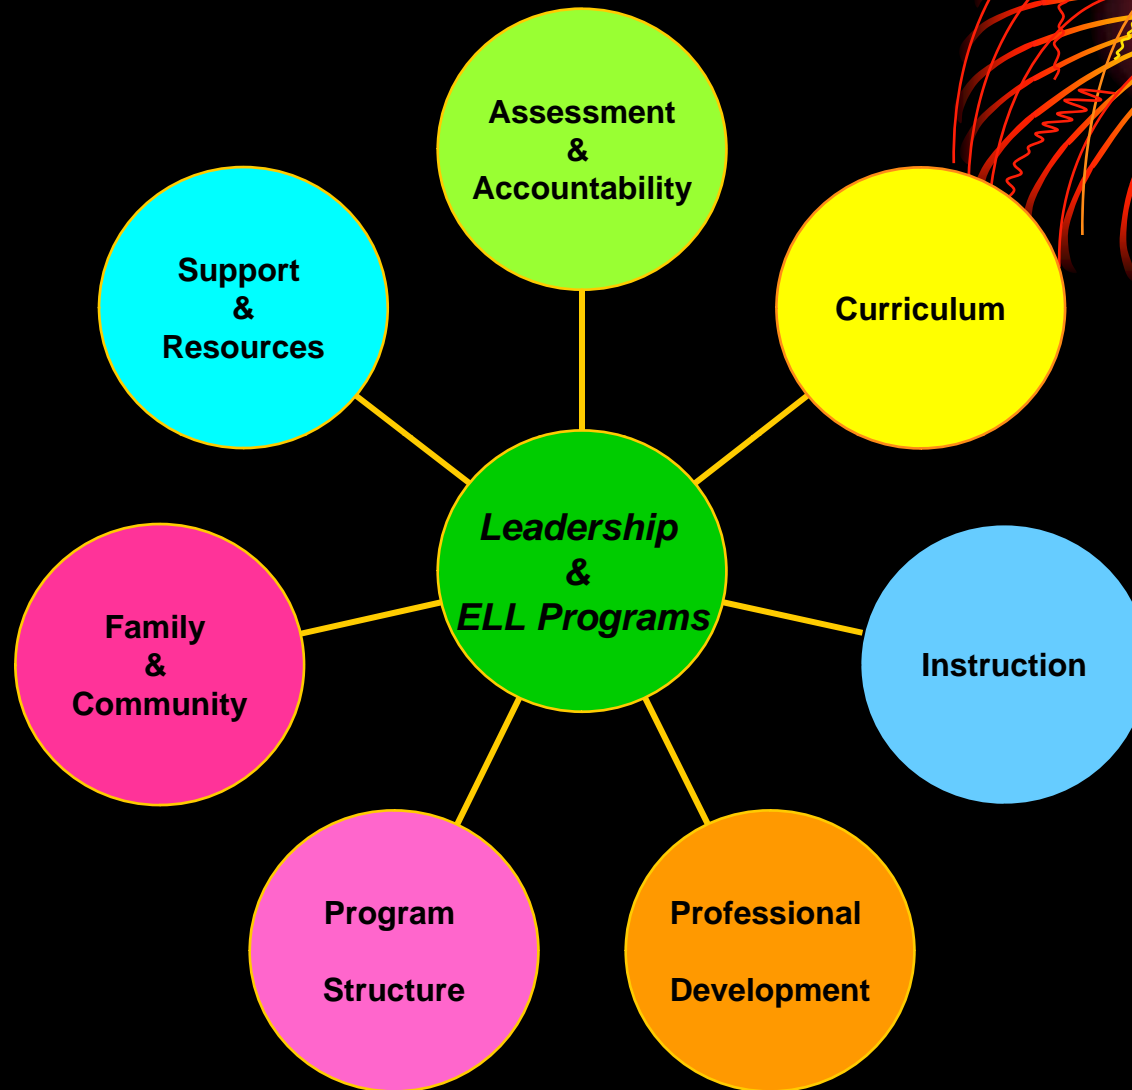 Assessment
&
Accountability
Support
&
Resources
Curriculum
Leadership
&
ELL Programs
Family
&
Community
Instruction
Program
Structure
Professional
Development